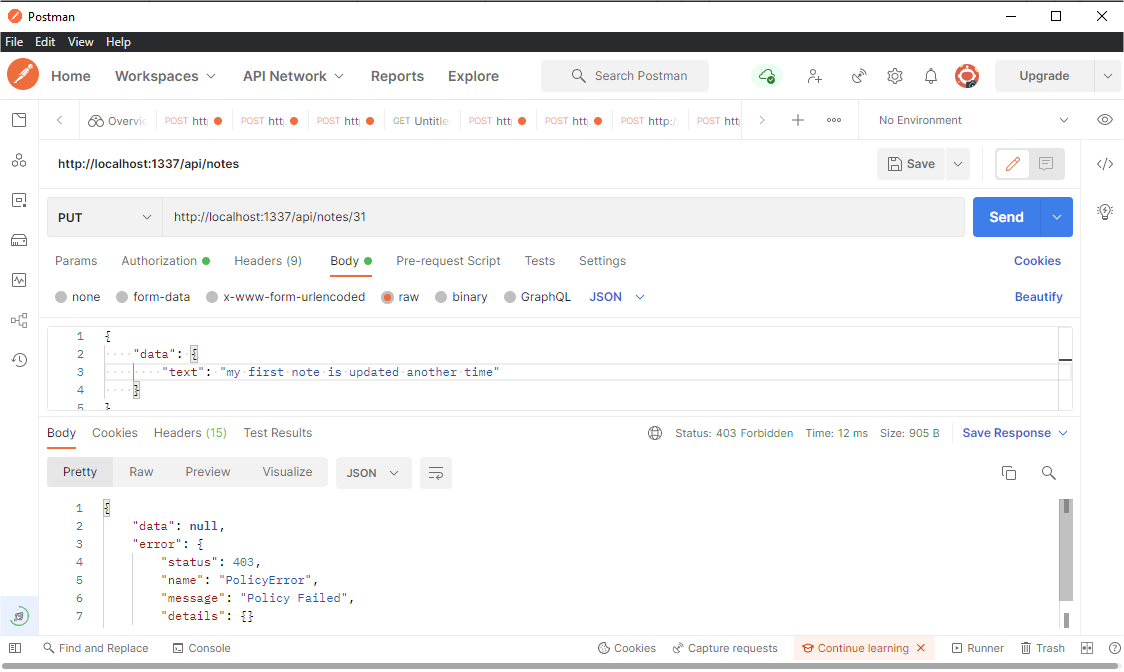 Postman
File Edit View Help
Home Workspaces API Network Reports Explore Search Postman Upgrade
Overvie POST htt POST htt POST htt GET Untitle POST htt POST htt POST http:/ POST htt No Environment
http://localhost:1337/api/notes Save
PUT http://localhost:1337/api/notes/31 Send
Params Authorization Headers (9) Body Pre-request Script Tests Settings Cookies
none form-data x-www-form-urlencoded raw binary GraphQL JSON Beautify
1 {
2 "data": {
3 "text": "my first note is updated another time"
4 }
5 }
Body Cookies Headers (15) Test Results Status: 403 Forbidden Time: 12 ms Size: 905 B Save Response
Pretty Raw Preview Visualize JSON
1 {
2 "data": null,
3 "error": {
4 "status": 403,
5 "name": "PolicyError",
6 "message": "Policy Failed",
7 "details": {}
Find and Replace Console Cookies Capture requests Continue learning Runner Trash